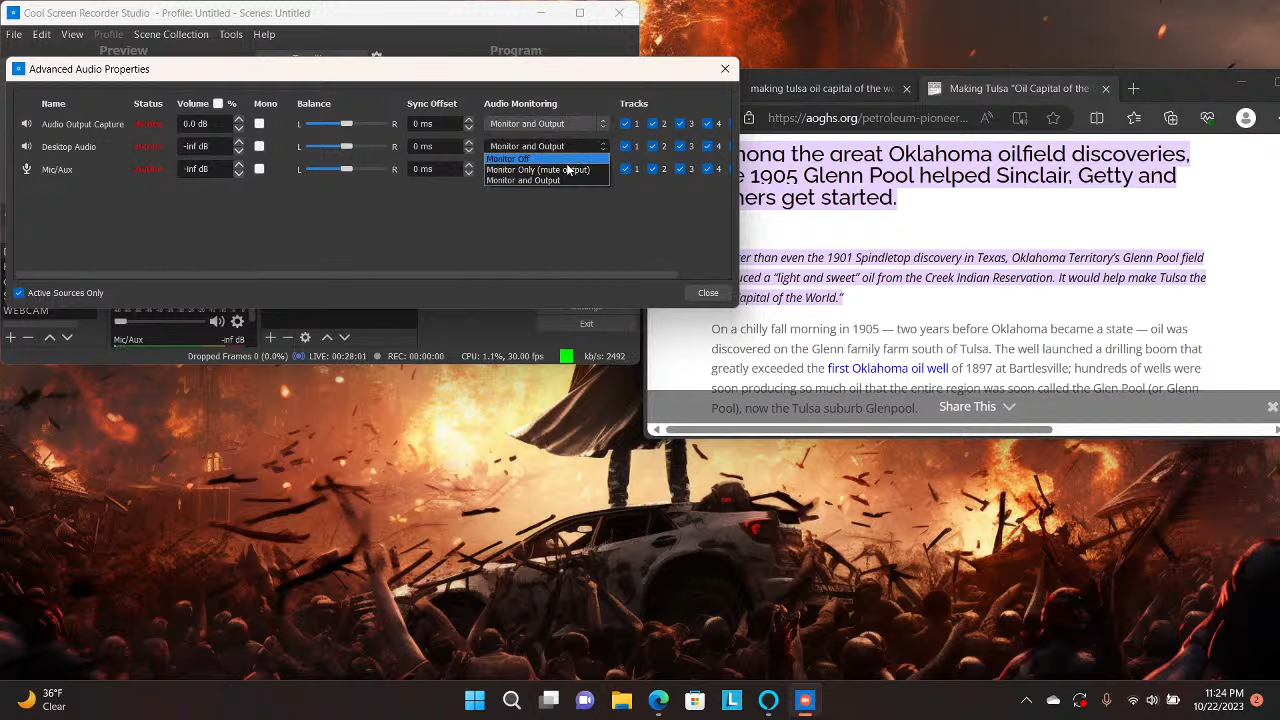 Cool Screen Recorder Studio - Profile: Untitled - Scenes: Untitled
File Edit View Profile Scene Collection Tools Help
Preview Program
Advanced Audio Properties
Name Status Volume % Mono Balance Sync Offset Audio Monitoring Tracks
Audio Output Capture Active 0.0 dB L R 0 ms Monitor and Output 1 2 3 4
Desktop Audio Active -inf dB L R 0 ms Monitor and Output 1 2 3 4
Monitor Off
Mic/Aux Active -inf dB L R 0 ms Monitor Only (mute output) 1 2 3 4
Monitor and Output
Active Sources Only Close
WEBCAM
Exit
Mic/Aux -inf dB
Dropped Frames 0 (0.0%) LIVE: 00:28:01 REC: 00:00:00 CPU: 1.1%, 30.00 fps kb/s: 2492
making tulsa oil capital of the wo Making Tulsa "Oil Capital of the
https://aoghs.org/petroleum-pioneer...
mong the great Oklahoma oilfield discoveries,
e 1905 Glenn Pool helped Sinclair, Getty and
ners get started.
er than even the 1901 Spindletop discovery in Texas, Oklahoma Territory's Glenn Pool field
uced a "light and sweet" oil from the Creek Indian Reservation. It would help make Tulsa the
apital of the World."
On a chilly fall morning in 1905 — two years before Oklahoma became a state — oil was
discovered on the Glenn family farm south of Tulsa. The well launched a drilling boom that
greatly exceeded the first Oklahoma oil well of 1897 at Bartlesville; hundreds of wells were
soon producing so much oil that the entire region was soon called the Glen Pool (or Glenn
Pool), now the Tulsa suburb Glenpool.
Share This
36°F
Clear
11:24 PM
10/22/2023
2